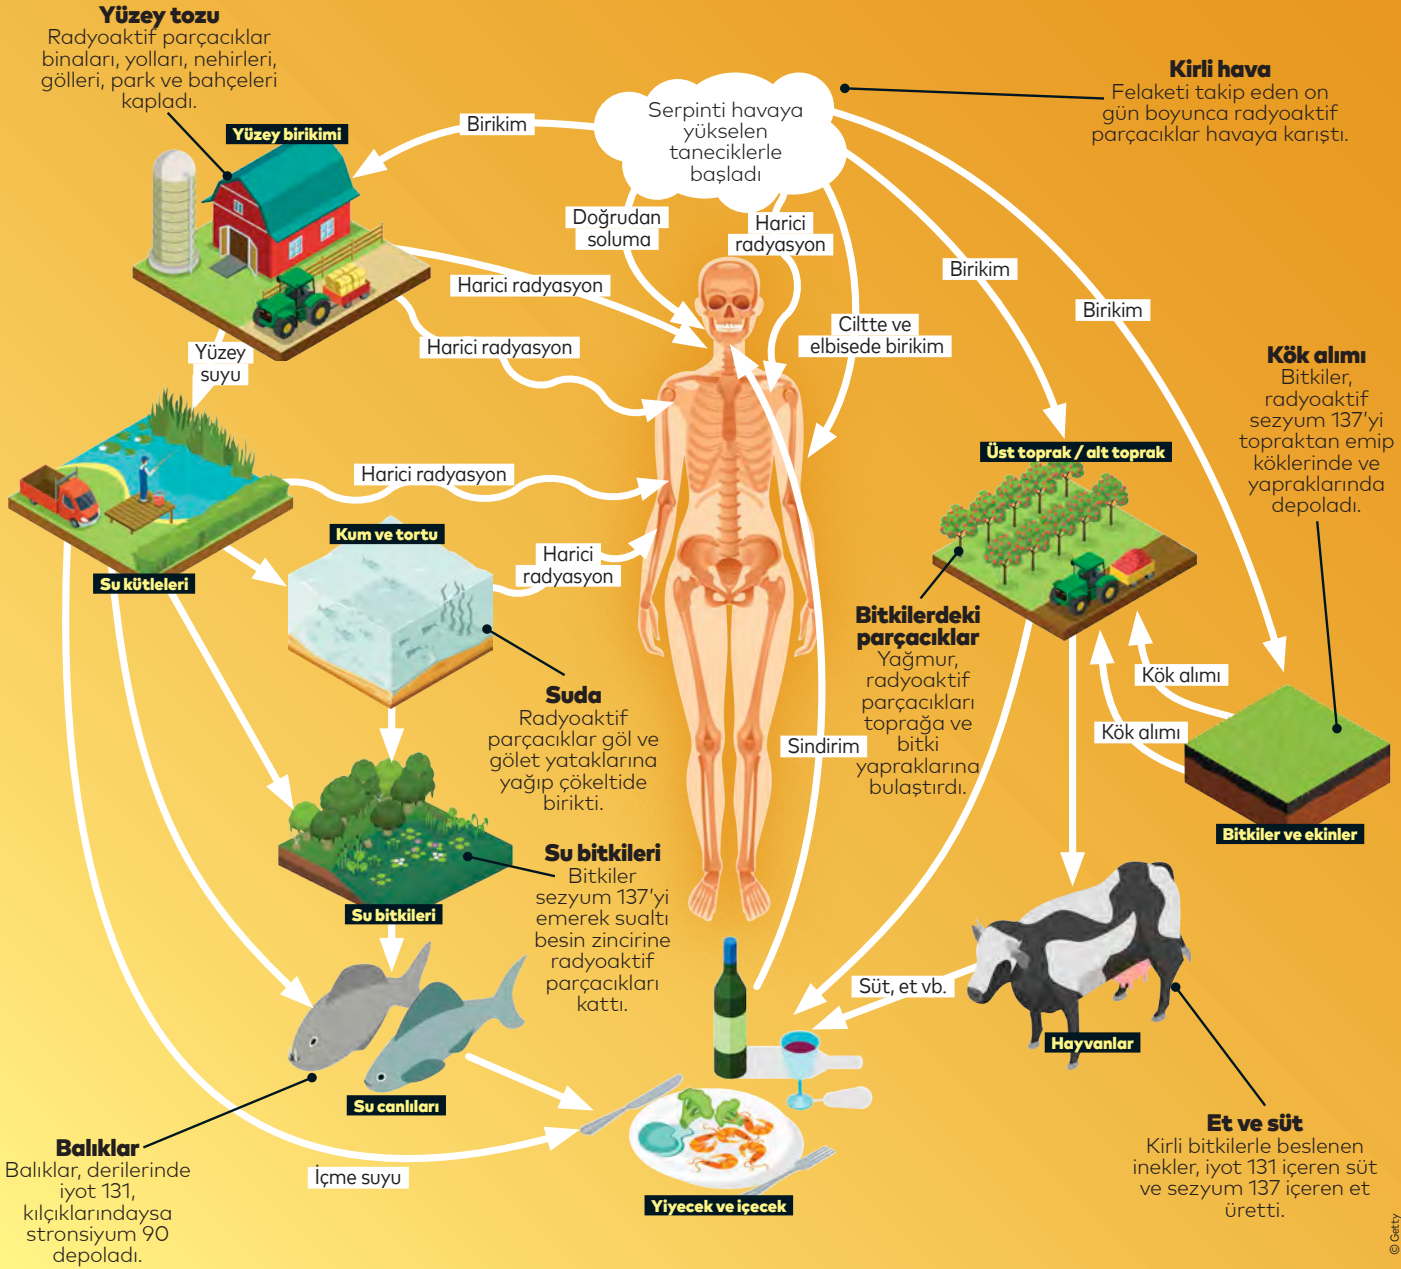 Yüzey tozu
Radyoaktif parçacıklar
binaları, yolları, nehirleri,
gölleri, park ve bahçeleri
kapladı.
Yüzey birikimi
Birikim
Serpinti havaya
yükselen
taneciklerle
başladı
Kirli hava
Felaketi takip eden on
gün boyunca radyoaktif
parçacıklar havaya karıştı.
Doğrudan
soluma
Harici
radyasyon
Birikim
Birikim
Harici radyasyon
Harici radyasyon
Ciltte ve
elbisede birikim
Yüzey
suyu
Kök alımı
Bitkiler,
radyoaktif
sezyum 137'yi
topraktan emip
köklerinde ve
yapraklarında
depoladı.
Üst toprak / alt toprak
Harici radyasyon
Kum ve tortu
Harici
radyasyon
Su kütleleri
Bitkilerdeki
parçacıklar
Yağmur,
radyoaktif
parçacıkları
toprağa ve
bitki
yapraklarına
bulaştırdı.
Kök alımı
Kök alımı
Suda
Radyoaktif
parçacıklar göl ve
gölet yataklarına
yağıp çökeltide
birikti.
Sindirim
Bitkiler ve ekinler
Su bitkileri
Bitkiler
sezyum 137'yi
emerek sualtı
besin zincirine
radyoaktif
parçacıkları
kattı.
Su bitkileri
Süt, et vb.
Hayvanlar
Su canlıları
Balıklar
Balıklar, derilerinde
iyot 131,
kılçıklarındaysa
stronsiyum 90
depoladı.
İçme suyu
Yiyecek ve içecek
Et ve süt
Kirli bitkilerle beslenen
inekler, iyot 131 içeren süt
ve sezyum 137 içeren et
üretti.
© Getty